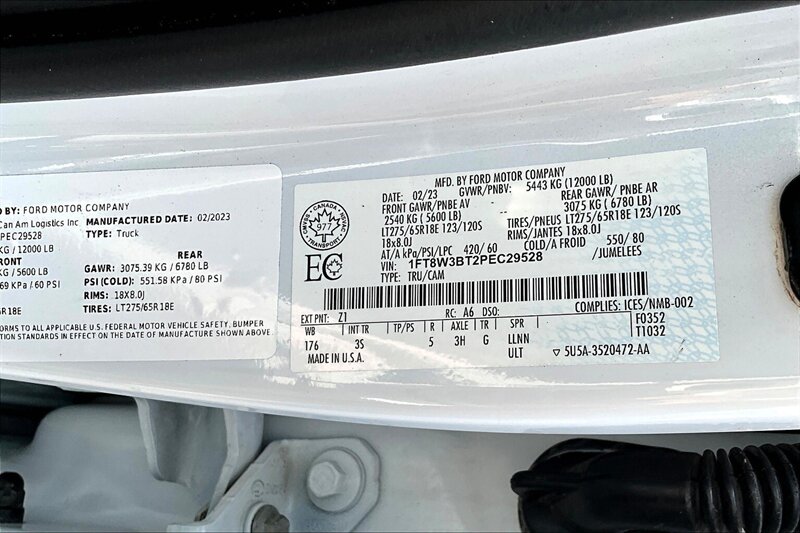 D BY: FORD MOTOR COMPANY
Can Am Logistics Inc
MANUFACTURED DATE: 02/2023
PEC29528
TYPE: Truck
KG / 12000 LB
FRONT
REAR
KG / 5600 LB
GAWR: 3075.39 KG / 6780 LB
69 KPA / 60 PSI
PSI (COLD): 551.58 KPA / 80 PSI
RIMS: 18X8.0J
5R18E
TIRES: LT275/65R18E
ORMS TO ALL APPLICABLE U.S. FEDERAL MOTOR VEHICLE SAFETY, BUMPER
TION STANDARDS IN EFFECT ON THE DATE OF MANUFACTURE MENTIONED ABOVE.
MFD. BY FORD MOTOR COMPANY
DATE: 02/23
GVWR/PNBV: 5443 KG (12000 LB)
FRONT GAWR/ PNBE AV
REAR GAWR/ PNBE AR
2540 KG ( 5600 LB)
3075 KG ( 6780 LB)
LT275/65R18E 123/120S
TIRES/PNEUS LT275/65R18E 123/120S
18x8.0J
RIMS/JANTES 18x8.0J
AT/A kPa/PSI/LPC 420/ 60
COLD/A FROID 550/ 80
VIN: 1FT8W3BT2PEC29528
/JUMELEES
TYPE: TRU/CAM
CANADA
977
TRANSPORT
EC
EXT PNT: Z1
RC: A6 DSO:
COMPLIES: ICES/NMB-002
WB INT TR TP/PS R AXLE TR SPR
F0352
176 3S 5 3H G LLNN
T1032
MADE IN U.S.A.
ULT
▽ 5U5A-3520472-AA